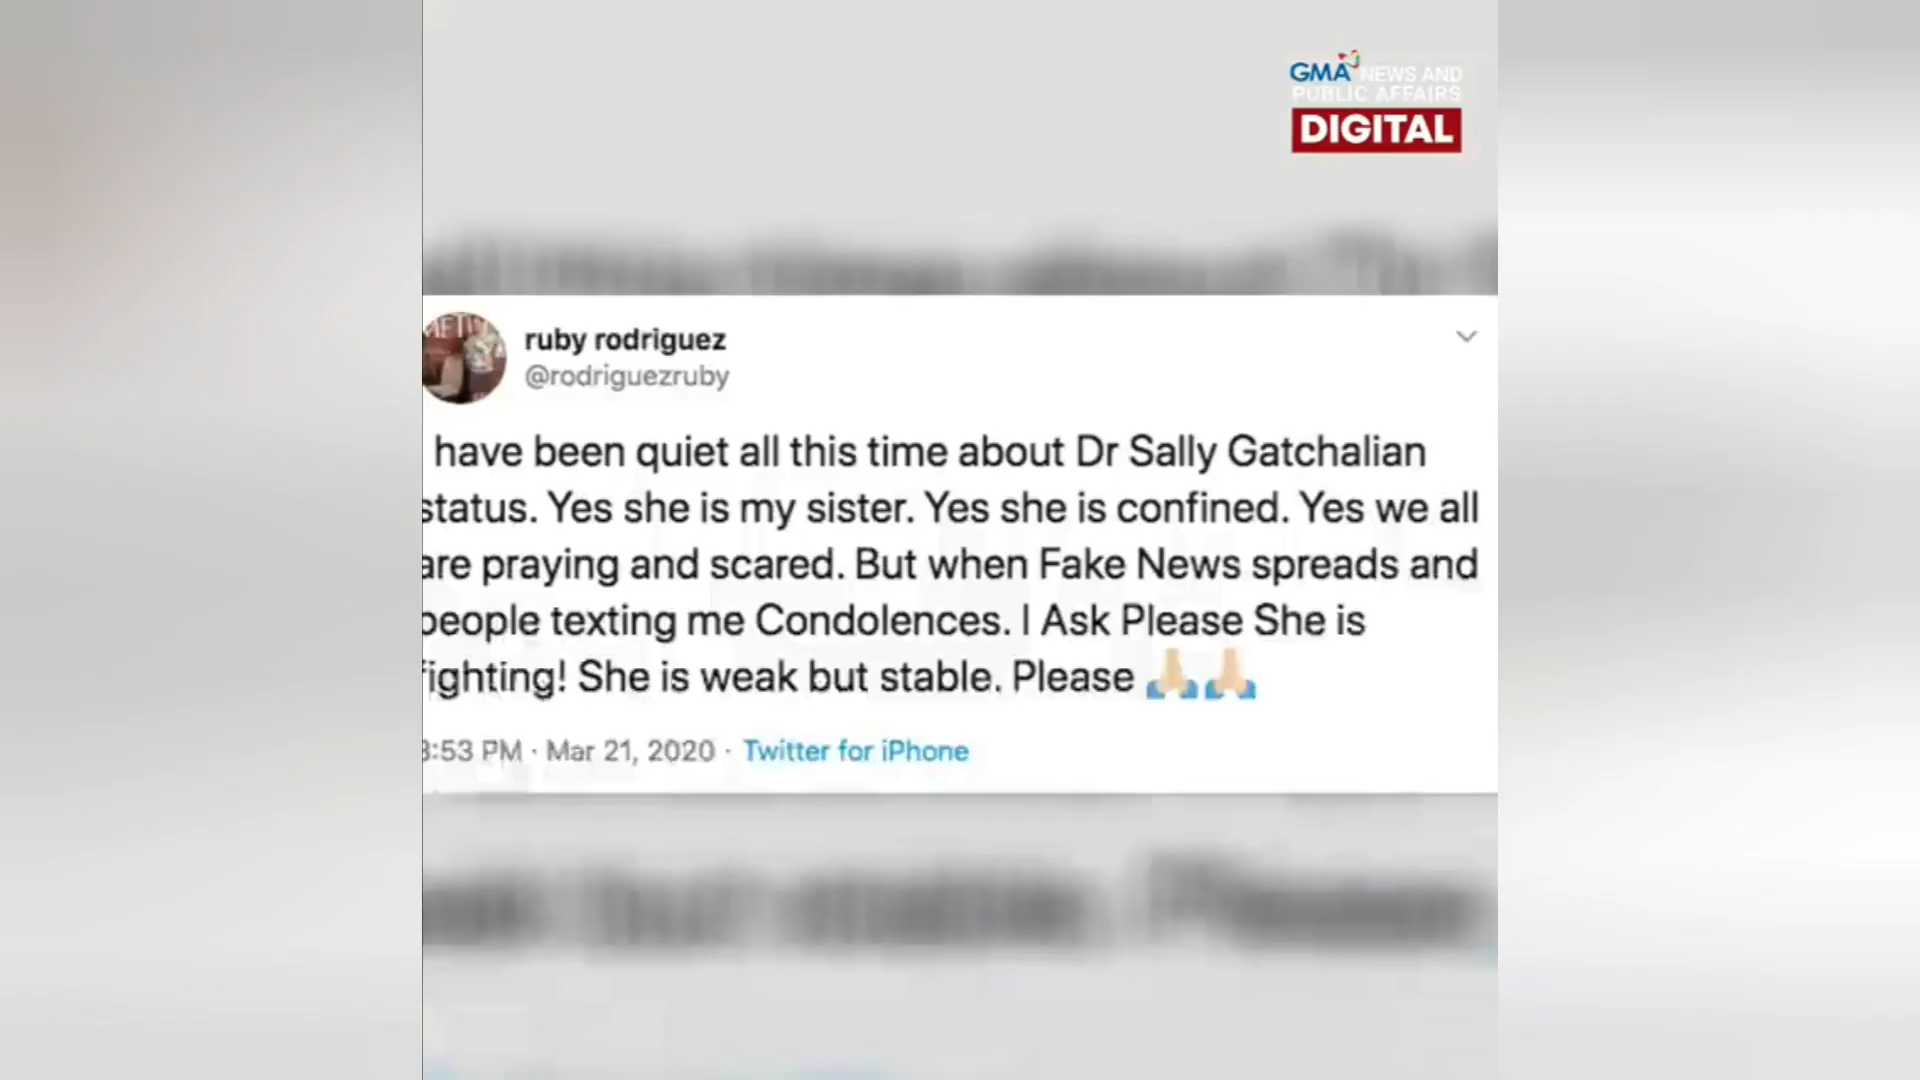 GMA NEWS AND
PUBLIC AFFAIRS
DIGITAL
ruby rodriguez
@rodriguezruby
have been quiet all this time about Dr Sally Gatchalian
status. Yes she is my sister. Yes she is confined. Yes we all
are praying and scared. But when Fake News spreads and
people texting me Condolences. I Ask Please She is
fighting! She is weak but stable. Please 🙏🏼🙏🏼
:53 PM · Mar 21, 2020 · Twitter for iPhone